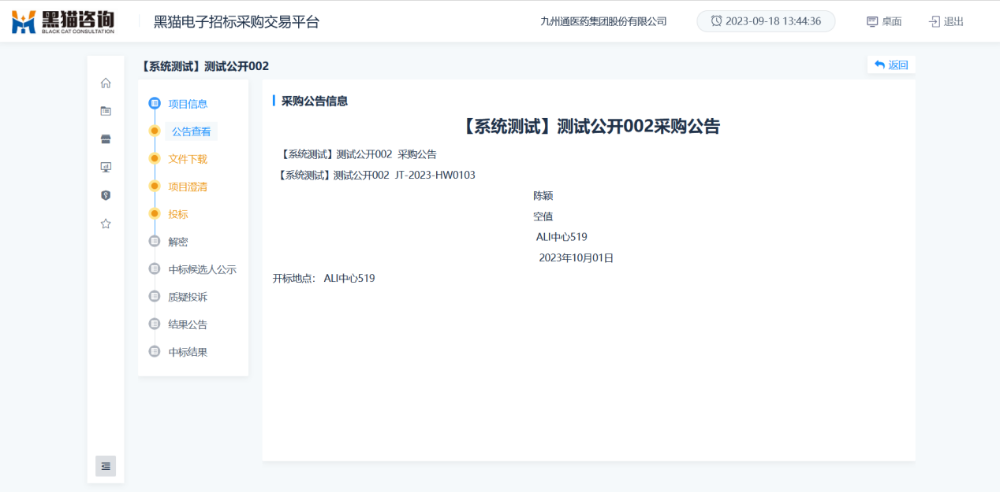 黑猫咨询
BLACK CAT CONSULTATION
黑猫电子招标采购交易平台
九州通医药集团股份有限公司
2023-09-18 13:44:36
桌面
退出
【系统测试】测试公开002
返回
项目信息
公告查看
文件下载
项目澄清
投标
解密
中标候选人公示
质疑投诉
结果公告
中标结果
采购公告信息
【系统测试】测试公开002采购公告
【系统测试】测试公开002 采购公告
【系统测试】测试公开002 JT-2023-HW0103
陈颖
空值
ALI中心519
2023年10月01日
开标地点： ALI中心519